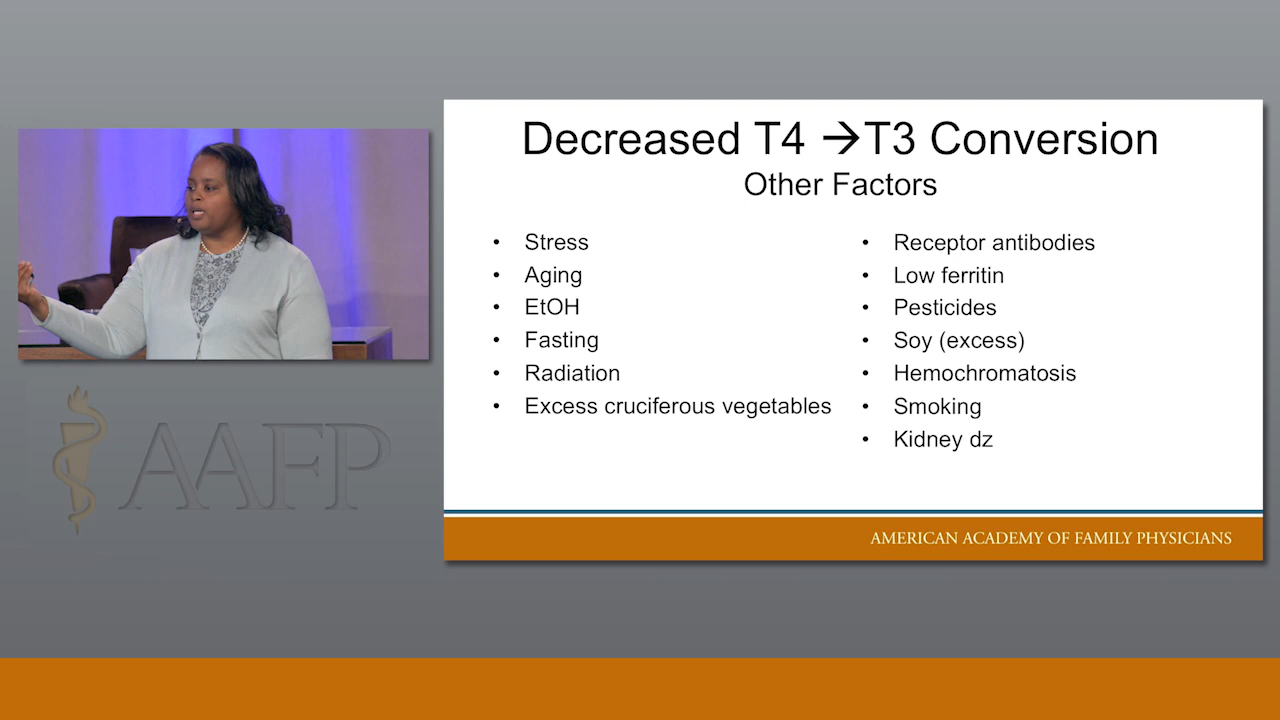 Decreased T4 →T3 Conversion
Other Factors
• Stress
• Aging
• EtOH
• Fasting
• Radiation
• Excess cruciferous vegetables
• Receptor antibodies
• Low ferritin
• Pesticides
• Soy (excess)
• Hemochromatosis
• Smoking
• Kidney dz
AMERICAN ACADEMY OF FAMILY PHYSICIANS
AAFP